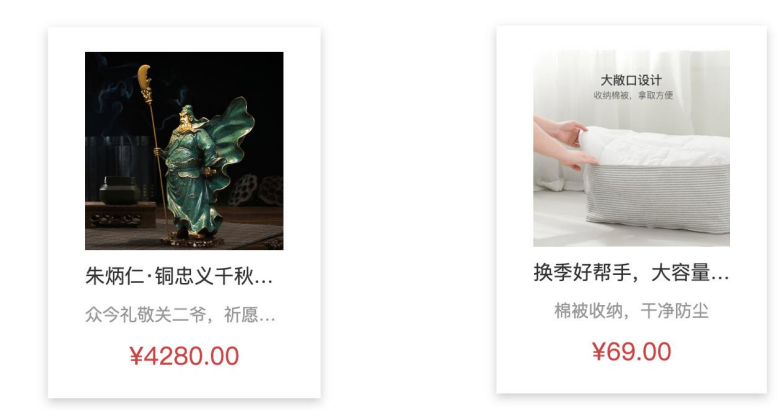 朱炳仁·铜忠义千秋...
众今礼敬关二爷，祈愿...
¥4280.00
大敞口设计
收纳棉被，拿取方便
换季好帮手，大容量...
棉被收纳，干净防尘
¥69.00